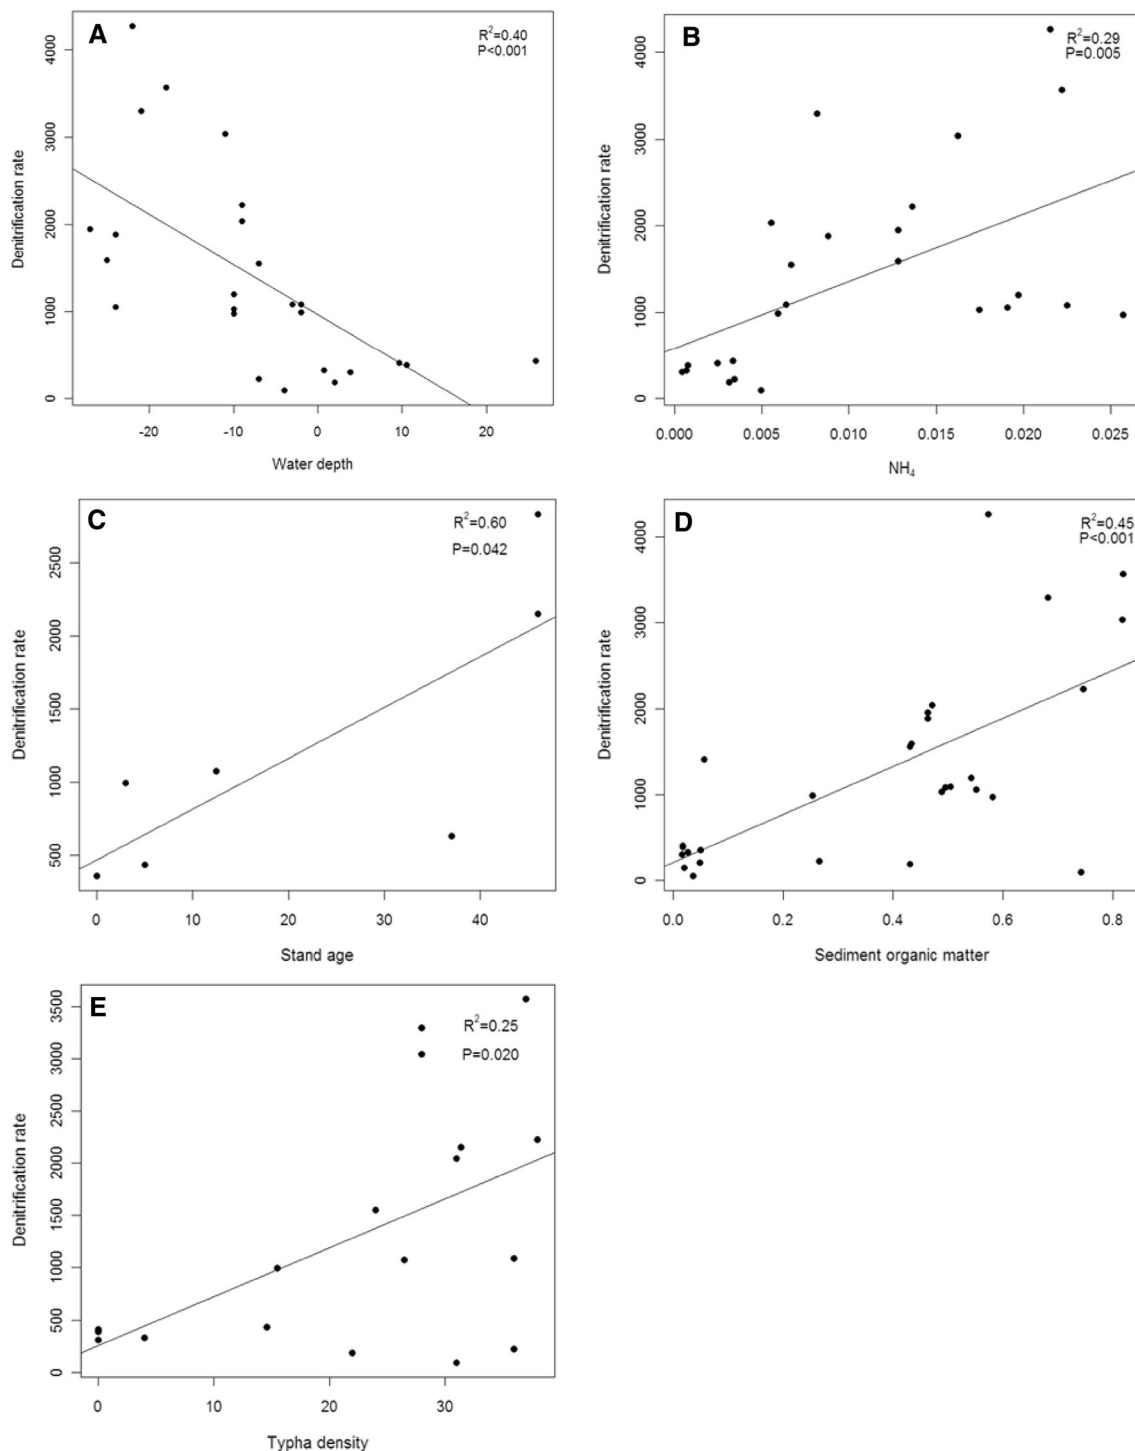 A
R²=0.40
P<0.001
Denitrification rate
4000
3000
2000
1000
0
-20 -10 0 10 20
Water depth
B
R²=0.29
P=0.005
Denitrification rate
4000
3000
2000
1000
0
0.000 0.005 0.010 0.015 0.020 0.025
NH₄
C
R²=0.60
P=0.042
Denitrification rate
2500
2000
1500
1000
500
0 10 20 30 40
Stand age
D
R²=0.45
P<0.001
Denitrification rate
4000
3000
2000
1000
0
0.0 0.2 0.4 0.6 0.8
Sediment organic matter
E
R²=0.25
P=0.020
Denitrification rate
3500
3000
2500
2000
1500
1000
500
0
0 10 20 30
Typha density